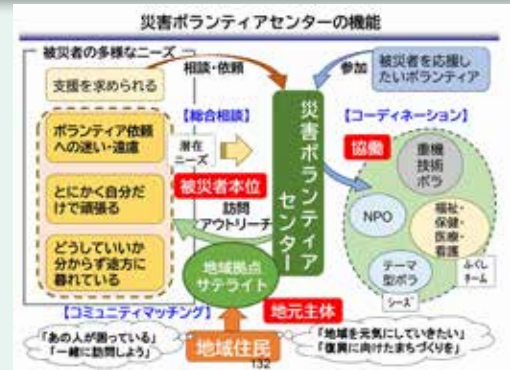 災害ボランティアセンターの機能
被災者の多様なニーズ
支援を求められる
相談・依頼
参加
被災者を応援し
たいボランティア
ボランティア依頼
への迷い・遠慮
とにかく自分だ
けで頑張る
どうしていいか
分からず途方に
暮れている
【総合相談】
潜在
ニーズ
被災者本位
訪問
アウトリーチ
災害ボランティア
センター
地域拠点
サテライト
【コーディネーション】
協働
重機
技術
ボラ
NPO
福祉・
保健・
医療・
看護
テーマ
型ボラ
ふくし
チーム
シーズ
【コミュニティマッチング】
地元主体
「あの人が困っている」
「一緒に訪問しよう」
地域住民
「地域を元気にしていきたい」
「復興に向けたまちづくりを」
132